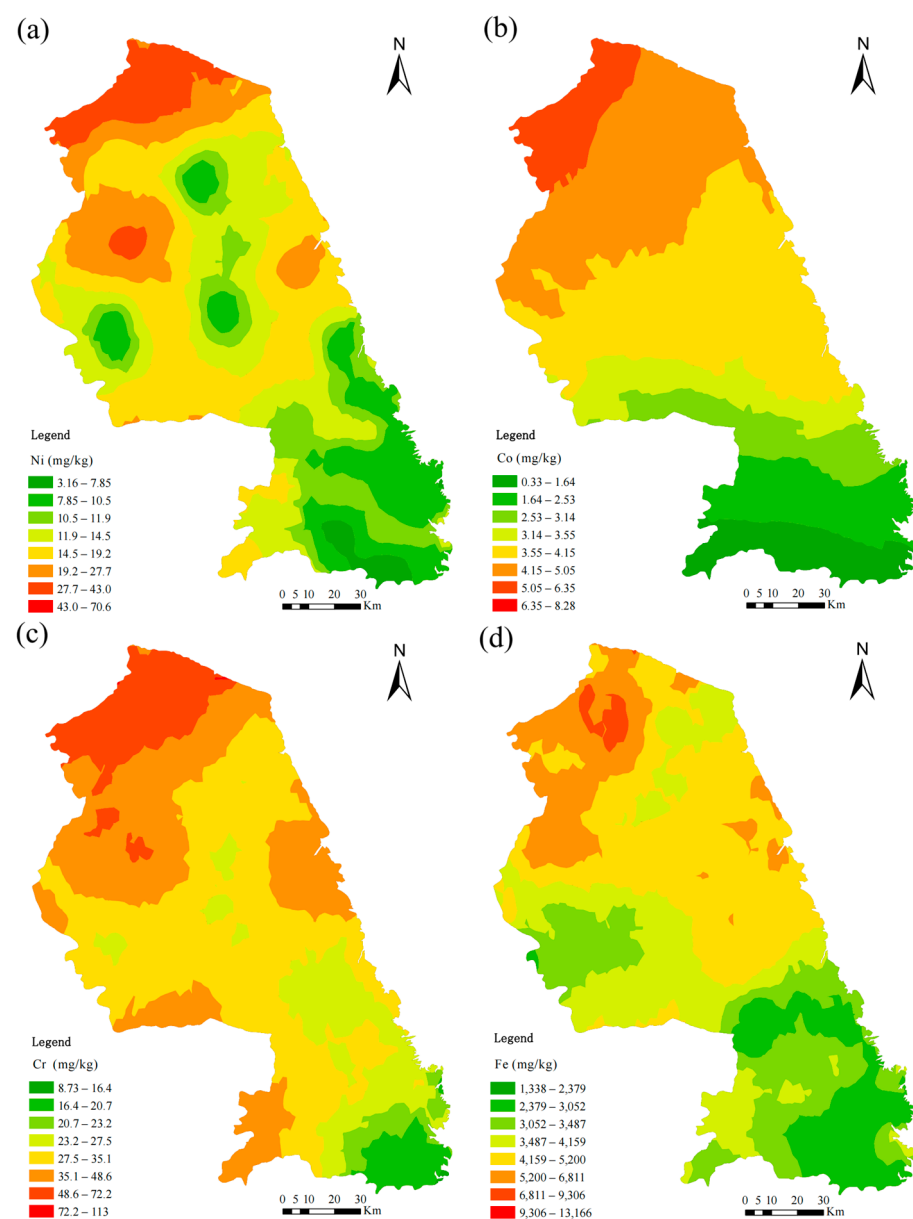 (a)
N
Legend
Ni (mg/kg)
3.16 – 7.85
7.85 – 10.5
10.5 – 11.9
11.9 – 14.5
14.5 – 19.2
19.2 – 27.7
27.7 – 43.0
43.0 – 70.6
0 5 10 20 30
Km
(b)
N
Legend
Co (mg/kg)
0.33 – 1.64
1.64 – 2.53
2.53 – 3.14
3.14 – 3.55
3.55 – 4.15
4.15 – 5.05
5.05 – 6.35
6.35 – 8.28
0 5 10 20 30
Km
(c)
N
Legend
Cr (mg/kg)
8.73 – 16.4
16.4 – 20.7
20.7 – 23.2
23.2 – 27.5
27.5 – 35.1
35.1 – 48.6
48.6 – 72.2
72.2 – 113
0 5 10 20 30
Km
(d)
N
Legend
Fe (mg/kg)
1,338 – 2,379
2,379 – 3,052
3,052 – 3,487
3,487 – 4,159
4,159 – 5,200
5,200 – 6,811
6,811 – 9,306
9,306 – 13,166
0 5 10 20 30
Km